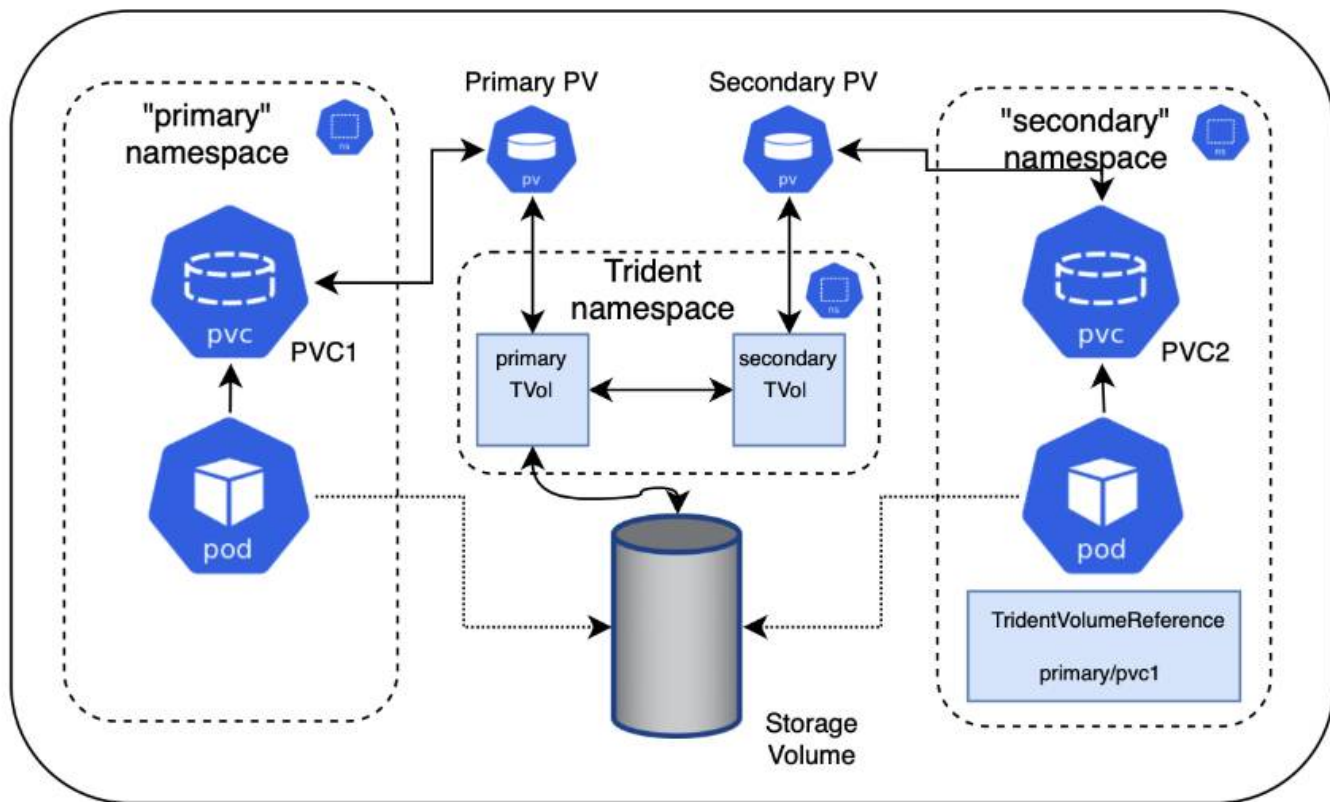 Primary PV
Secondary PV
"primary"
namespace
ns
pv
pv
"secondary"
namespace
ns
Trident
namespace
ns
pvc
PVC1
primary
TVol
secondary
TVol
pvc
PVC2
pod
pod
TridentVolumeReference
primary/pvc1
Storage
Volume